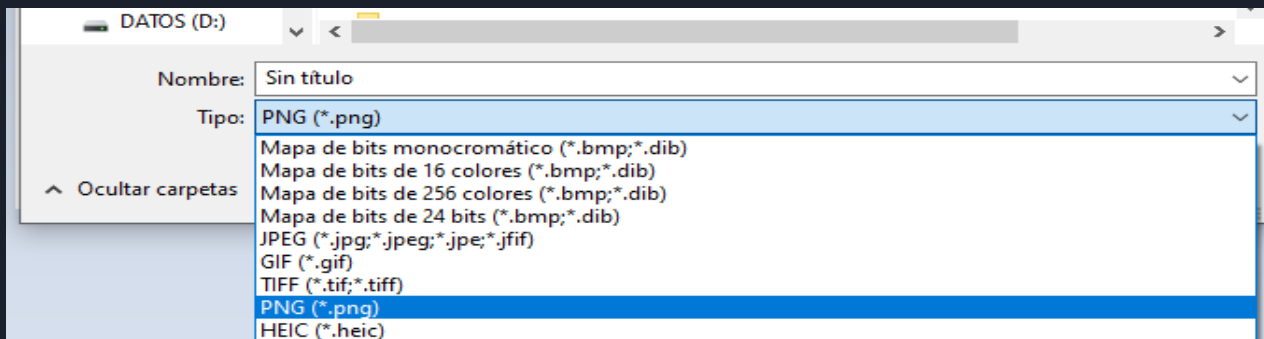 DATOS (D:)
Nombre: Sin título
Tipo: PNG (*.png)
Mapa de bits monocromático (*.bmp;*.dib)
Mapa de bits de 16 colores (*.bmp;*.dib)
Ocultar carpetas
Mapa de bits de 256 colores (*.bmp;*.dib)
Mapa de bits de 24 bits (*.bmp;*.dib)
JPEG (*.jpg;*.jpeg;*.jpe;*.jfif)
GIF (*.gif)
TIFF (*.tif;*.tiff)
PNG (*.png)
HEIC (*.heic)